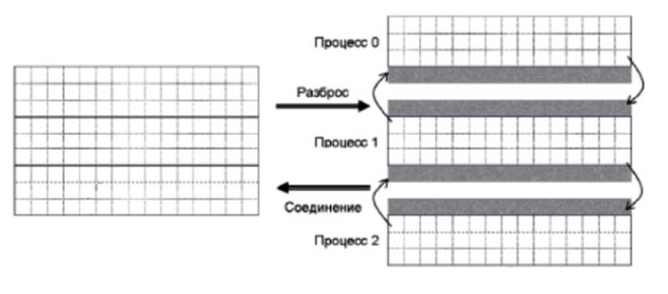 Процесс 0
Разброс
Процесс 1
Соединение
Процесс 2